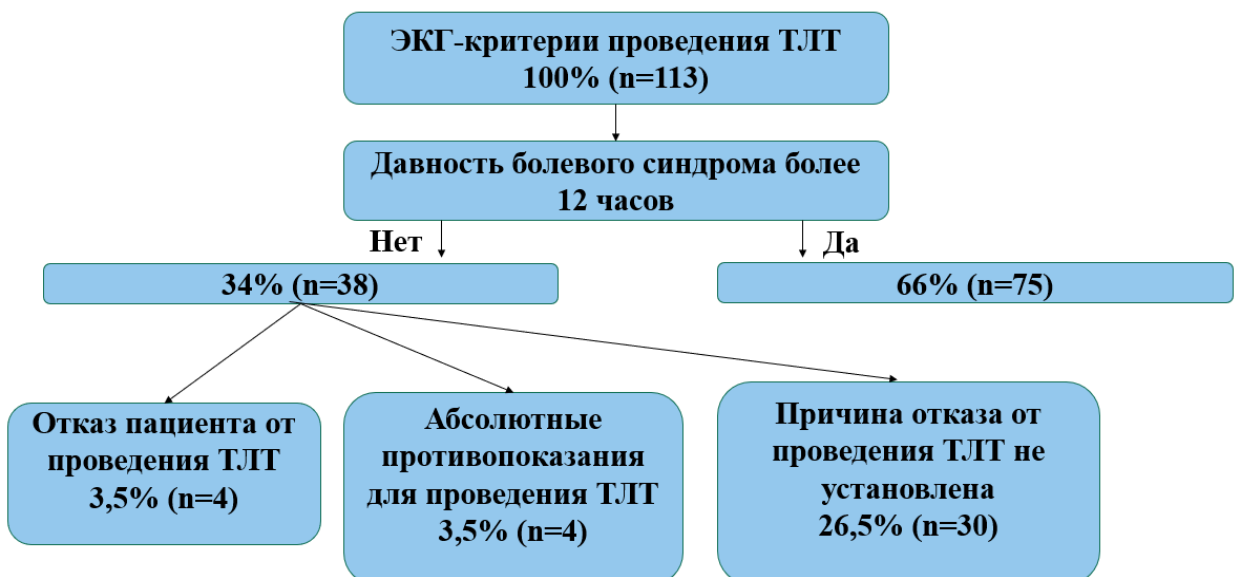 ЭКГ-критерии проведения ТЛТ
100% (n=113)
Давность болевого синдрома более
12 часов
Нет
Да
34% (n=38)
66% (n=75)
Отказ пациента от
проведения ТЛТ
3,5% (n=4)
Абсолютные
противопоказания
для проведения ТЛТ
3,5% (n=4)
Причина отказа от
проведения ТЛТ не
установлена
26,5% (n=30)